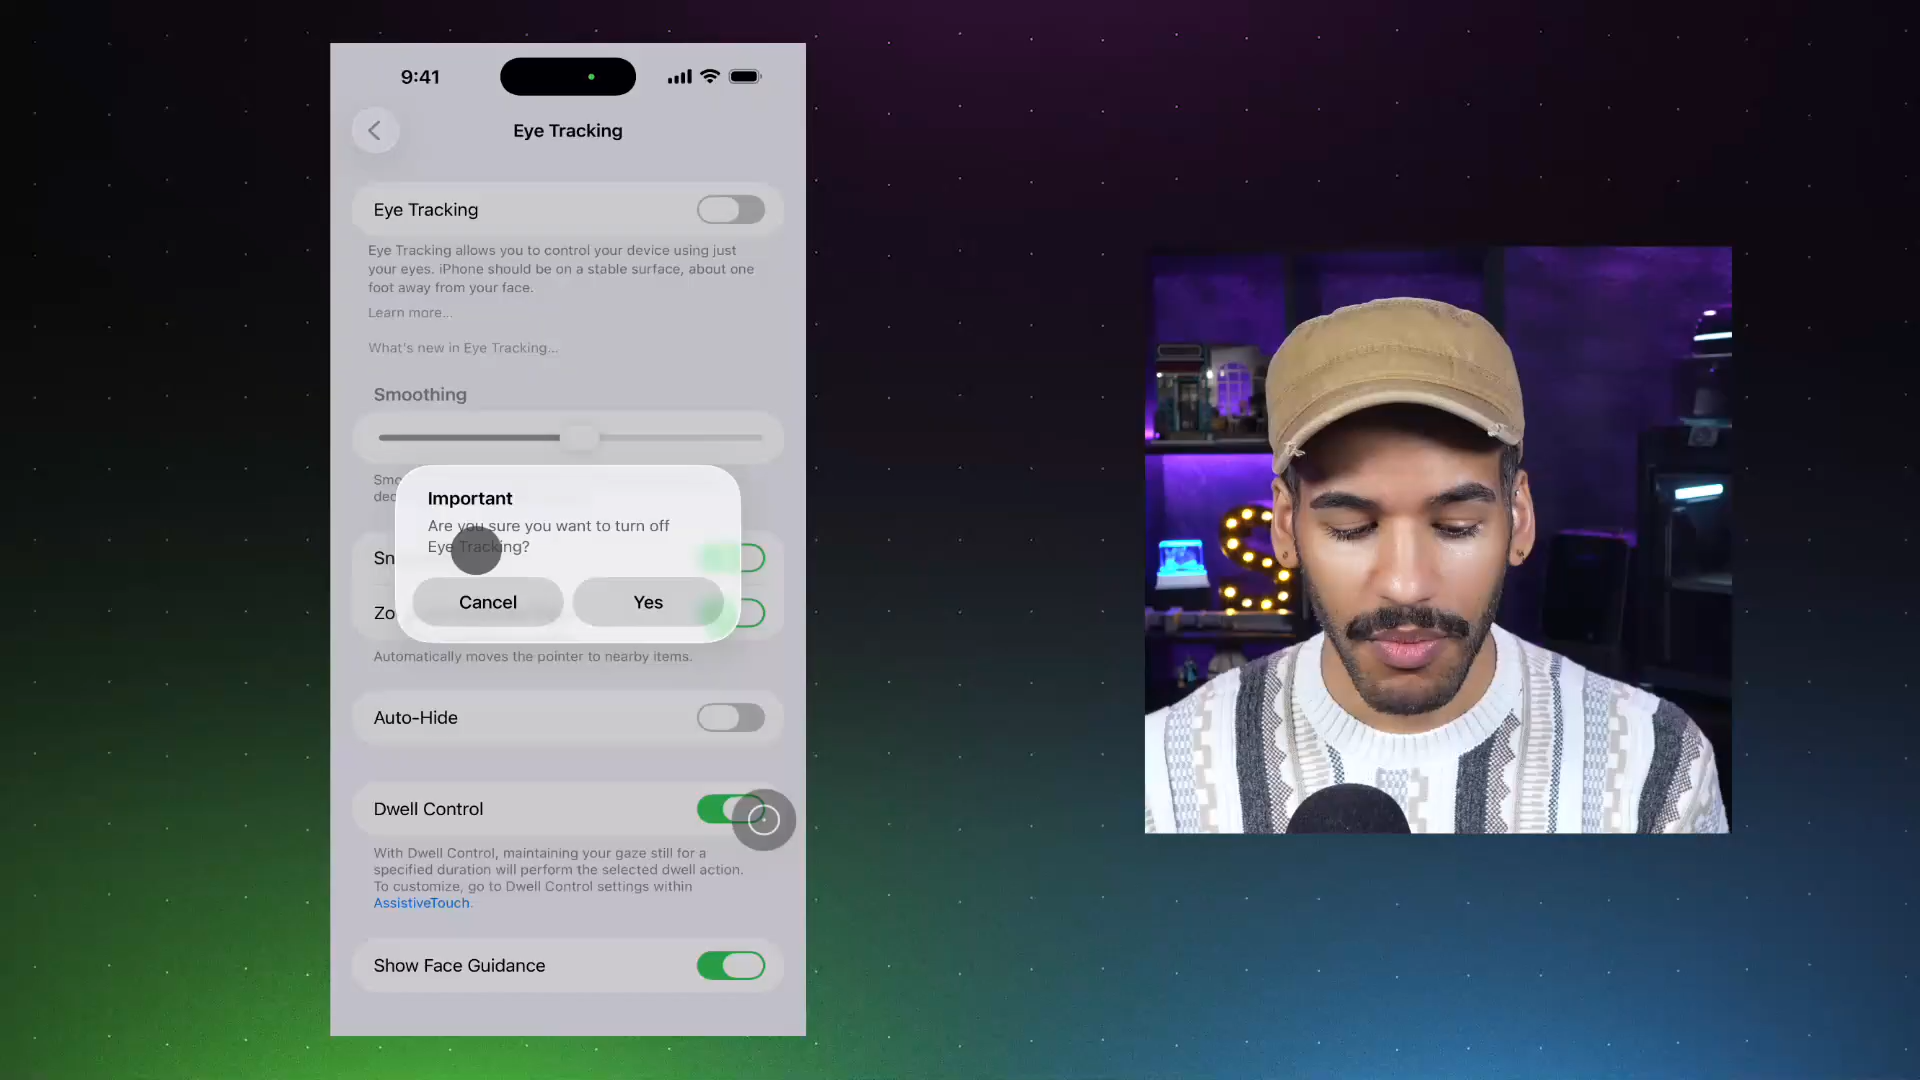 9:41
Eye Tracking
Eye Tracking
Eye Tracking allows you to control your device using just
your eyes. iPhone should be on a stable surface, about one
foot away from your face.
Learn more...
What's new in Eye Tracking...
Smoothing
Smo
dec
Important
Are you sure you want to turn off
Eye Tracking?
Sn
Cancel
Yes
Zo
Automatically moves the pointer to nearby items.
Auto-Hide
Dwell Control
With Dwell Control, maintaining your gaze still for a
specified duration will perform the selected dwell action.
To customize, go to Dwell Control settings within
AssistiveTouch.
Show Face Guidance
S